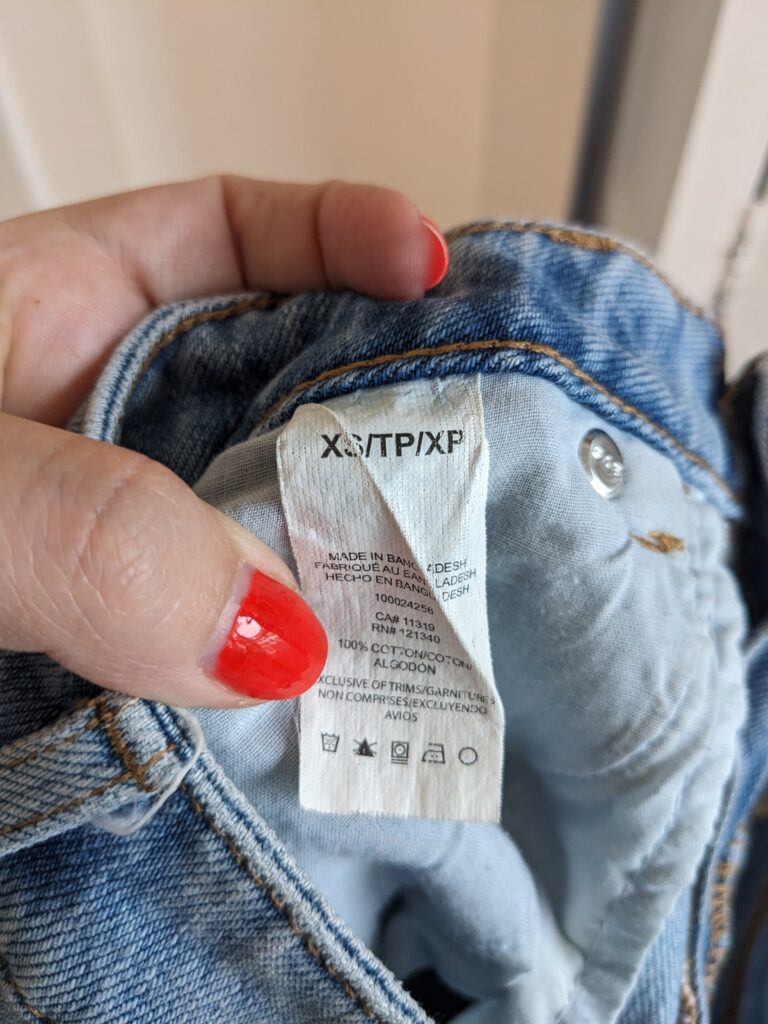 XS/TP/XP
MADE IN BANGLADESH
FABRIQUÉ AU BANGLADESH
HECHO EN BANGLADESH
100024256
CA# 11319
RN# 121340
100% COTTON/COTON/
ALGODÓN
EXCLUSIVE OF TRIMS/GARNITURES
NON COMPRISES/EXCLUYENDO
AVIOS